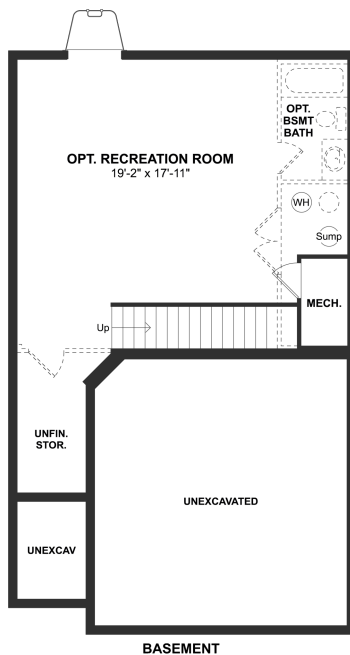 OPT.
BSMT
BATH
OPT. RECREATION ROOM
19'-2" x 17'-11"
WH
Sump
MECH.
Up
UNFIN.
STOR.
UNEXCAVATED
UNEXCAV
BASEMENT